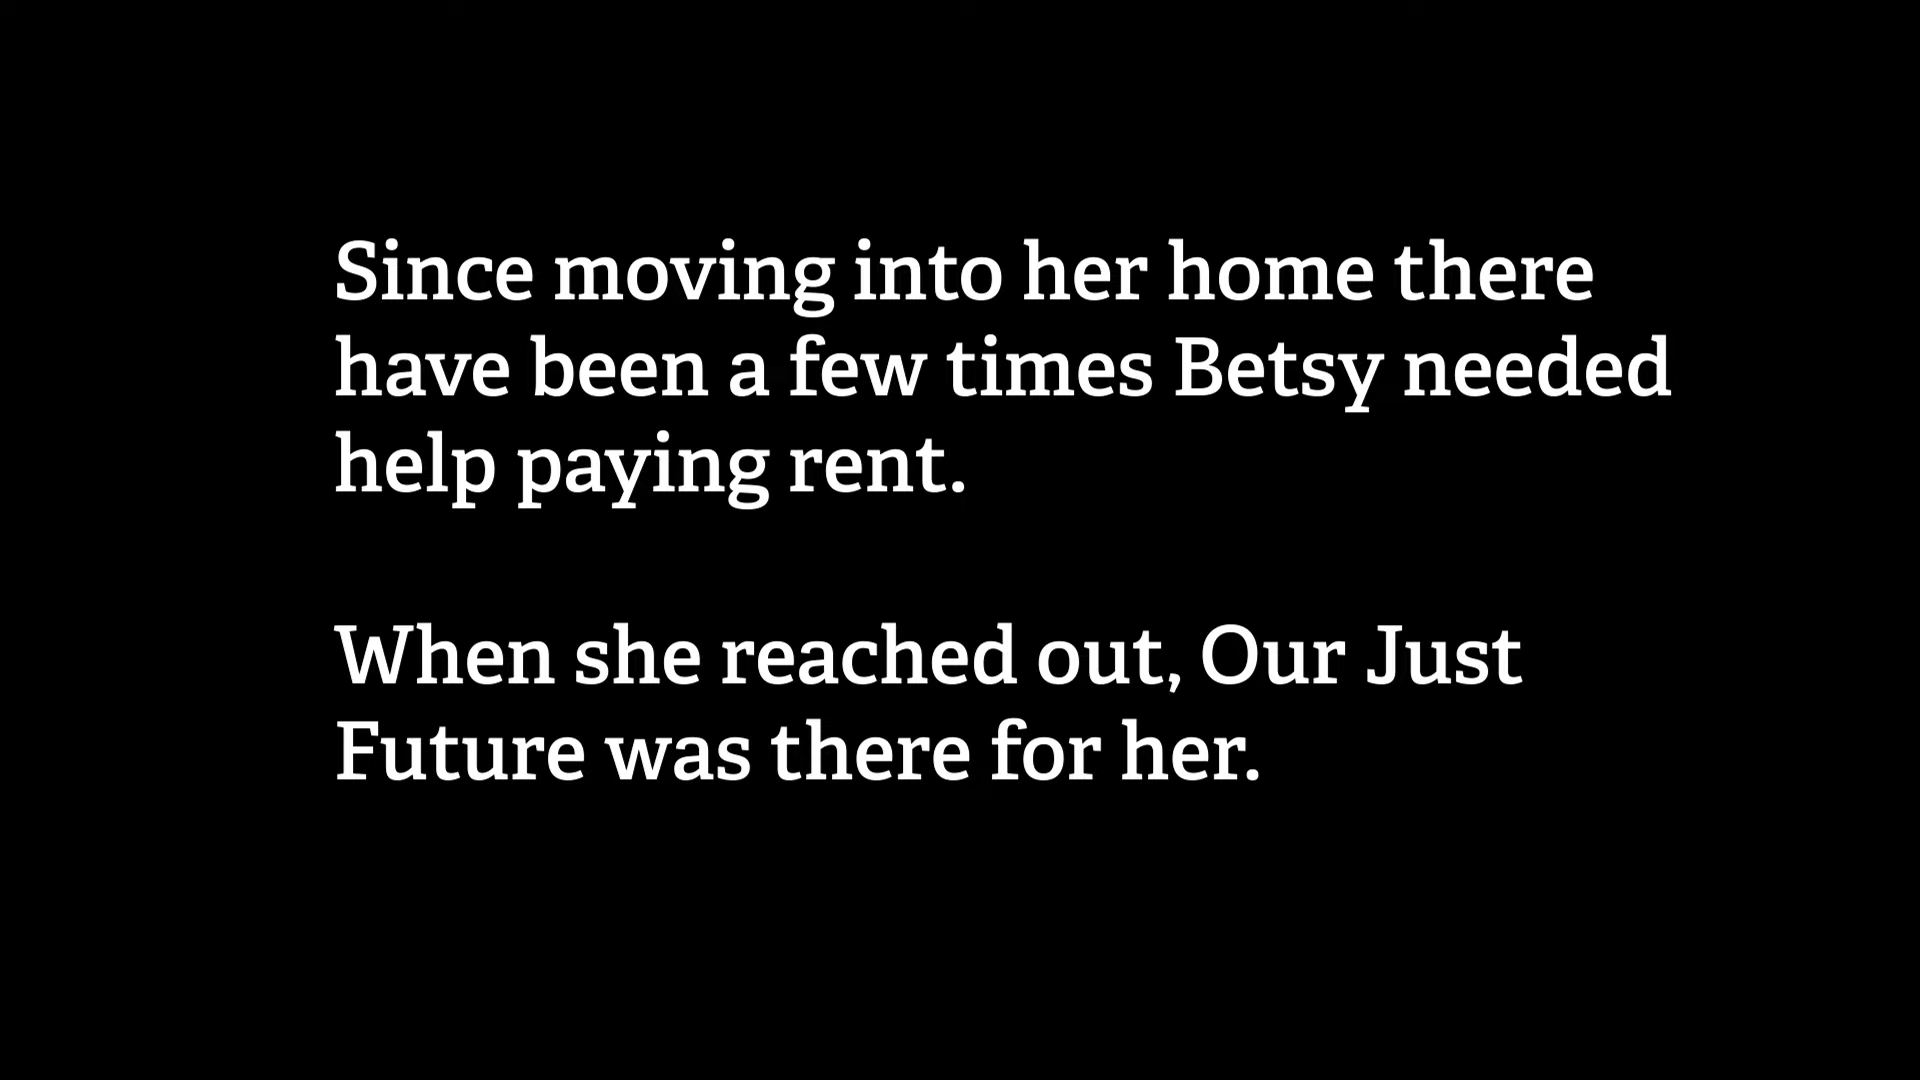 Since moving into her home there
have been a few times Betsy needed
help paying rent.
When she reached out, Our Just
Future was there for her.